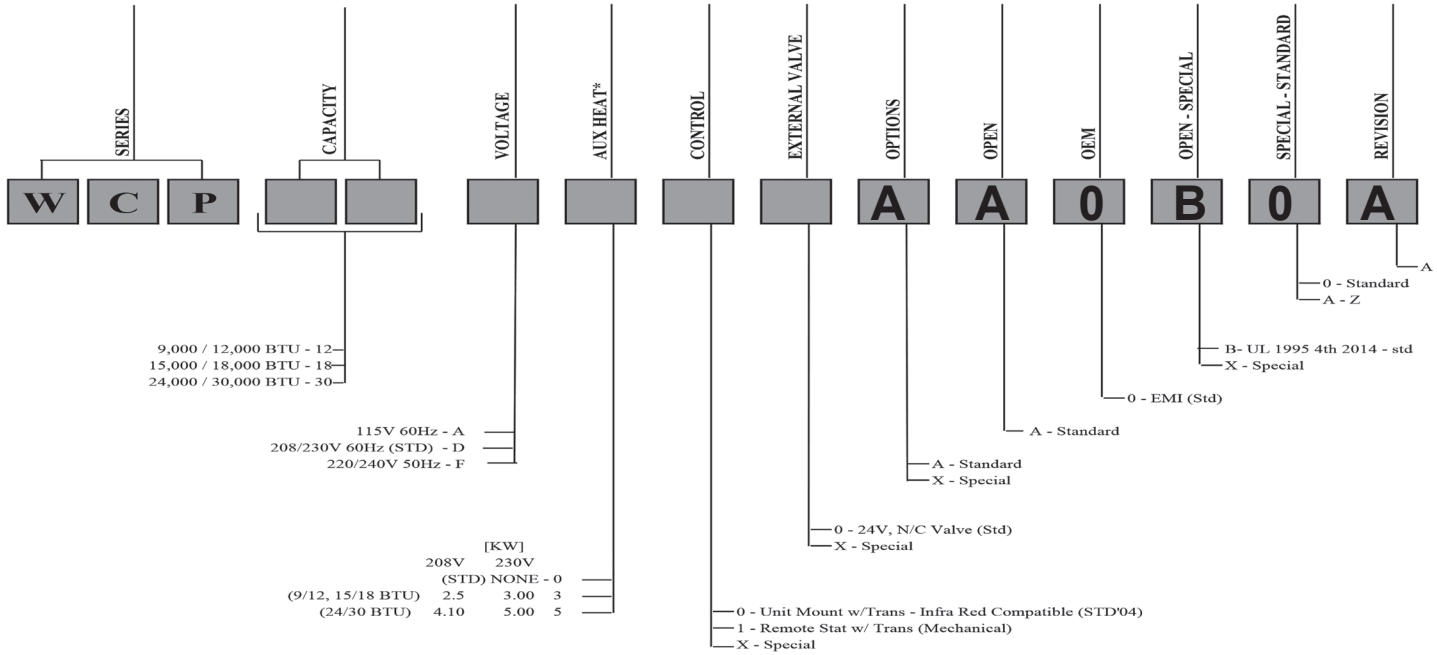 SERIES
CAPACITY
VOLTAGE
AUX HEAT*
CONTROL
EXTERNAL VALVE
OPTIONS
OPEN
OEM
OPEN - SPECIAL
SPECIAL - STANDARD
REVISION
W C P A A 0 B 0 A
A
0 - Standard
A - Z
9,000 / 12,000 BTU - 12
15,000 / 18,000 BTU - 18
24,000 / 30,000 BTU - 30
B- UL 1995 4th 2014 - std
X - Special
0 - EMI (Std)
115V 60Hz - A
208/230V 60Hz (STD) - D
220/240V 50Hz - F
A - Standard
A - Standard
X - Special
0 - 24V, N/C Valve (Std)
X - Special
[KW]
208V 230V
(STD) NONE - 0
(9/12, 15/18 BTU) 2.5 3.00 3
(24/30 BTU) 4.10 5.00 5
0 - Unit Mount w/Trans - Infra Red Compatible (STD'04)
1 - Remote Stat w/ Trans (Mechanical)
X - Special